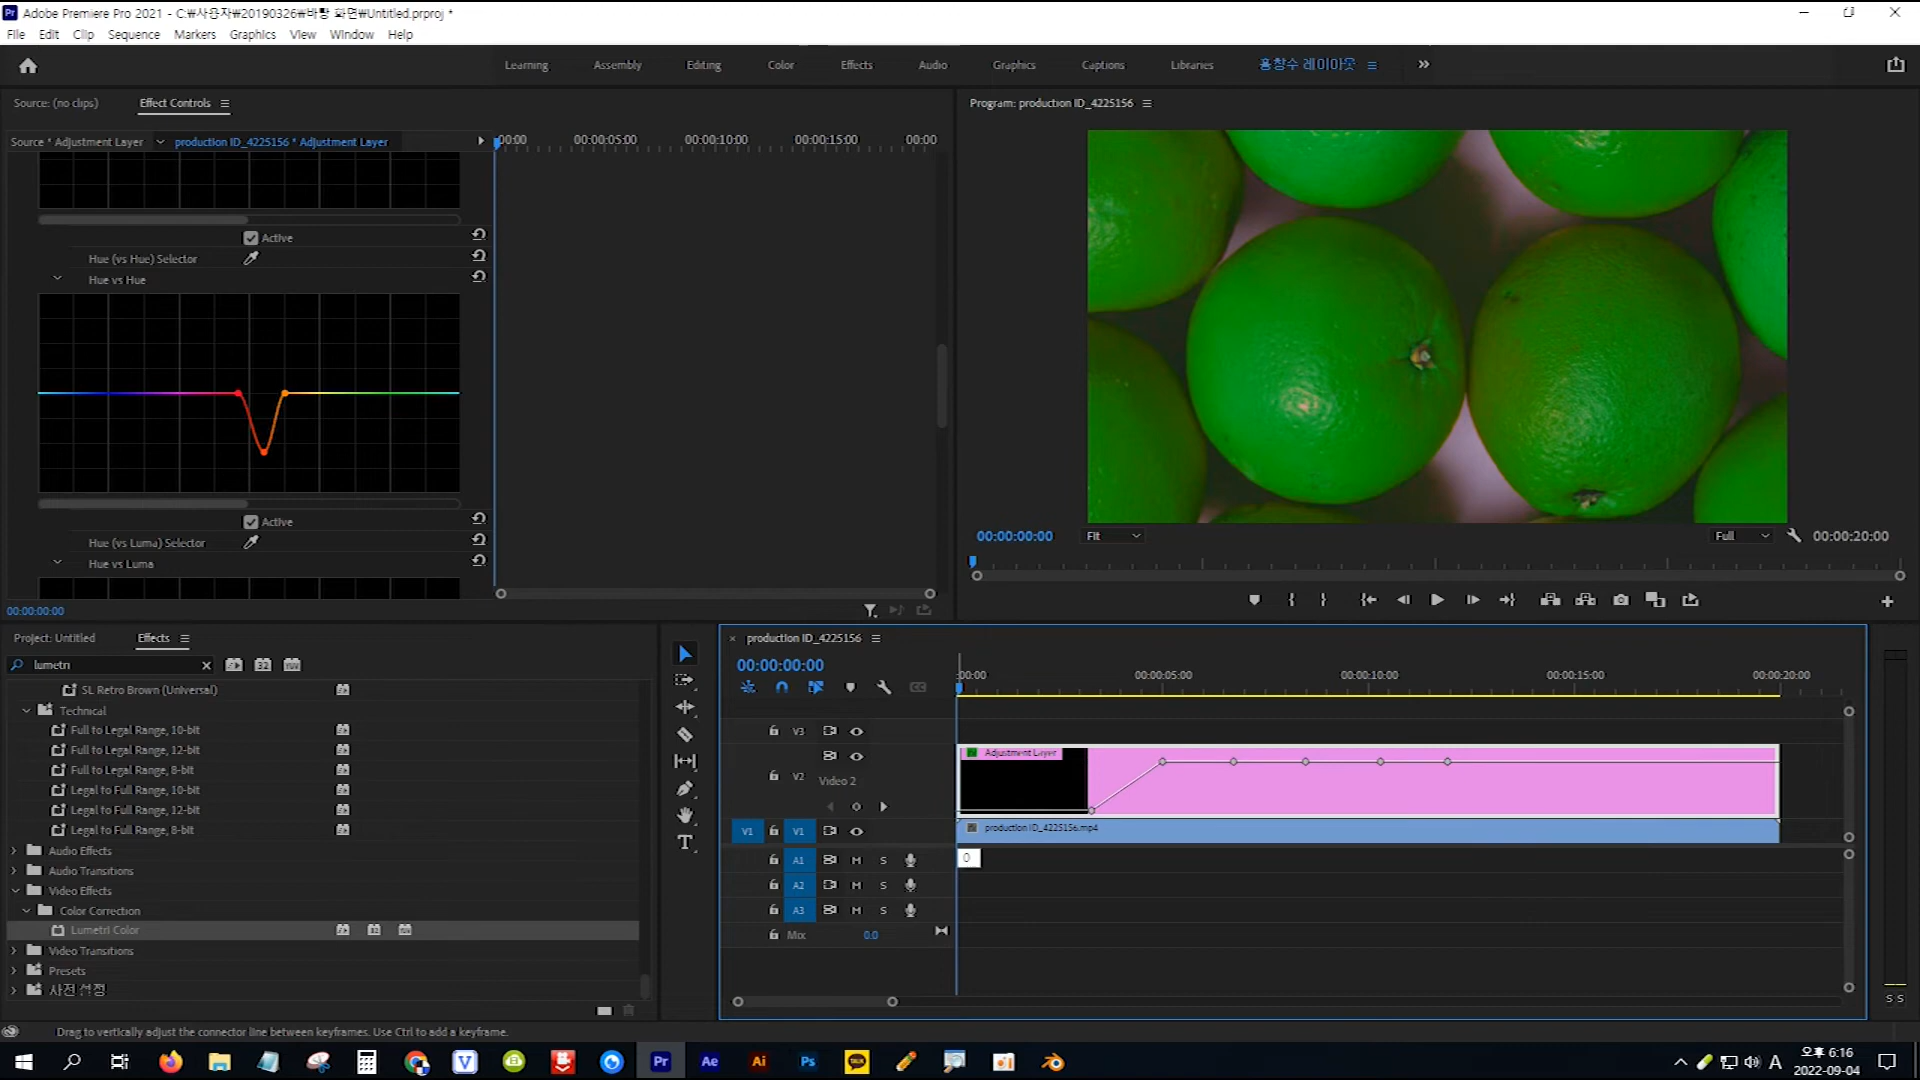 Adobe Premiere Pro 2021 - C:₩사용자₩20190326₩바탕 화면₩Untitled.prproj *
File Edit Clip Sequence Markers Graphics View Window Help
Learning Assembly Editing Color Effects Audio Graphics Captions Libraries 홍창수 레이아웃
Source: (no clips) Effect Controls
Program: production ID_4225156
Source * Adjustment Layer production ID_4225156 * Adjustment Layer
:00:00 00:00:05:00 00:00:10:00 00:00:15:00 00:00
Active
Hue (vs Hue) Selector
Hue vs Hue
Active
Hue (vs Luma) Selector
Hue vs Luma
00:00:00:00
00:00:00:00 Fit Full 00:00:20:00
Project: Untitled Effects
lumetri
SL Retro Brown (Universal)
Technical
Full to Legal Range, 10-bit
Full to Legal Range, 12-bit
Full to Legal Range, 8-bit
Legal to Full Range, 10-bit
Legal to Full Range, 12-bit
Legal to Full Range, 8-bit
Audio Effects
Audio Transitions
Video Effects
Color Correction
Lumetri Color
Video Transitions
Presets
사전 설정
production ID_4225156
00:00:00:00
:00:00 00:00:05:00 00:00:10:00 00:00:15:00 00:00:20:00
V3
V2 Video 2
Adjustment Layer
V1 V1
production ID_4225156.mp4
A1 M S
0
A2 M S
A3 M S
Mix 0.0
S S
Drag to vertically adjust the connector line between keyframes. Use Ctrl to add a keyframe.
Pr Ae Ai Ps TALK A
오후 6:16
2022-09-04